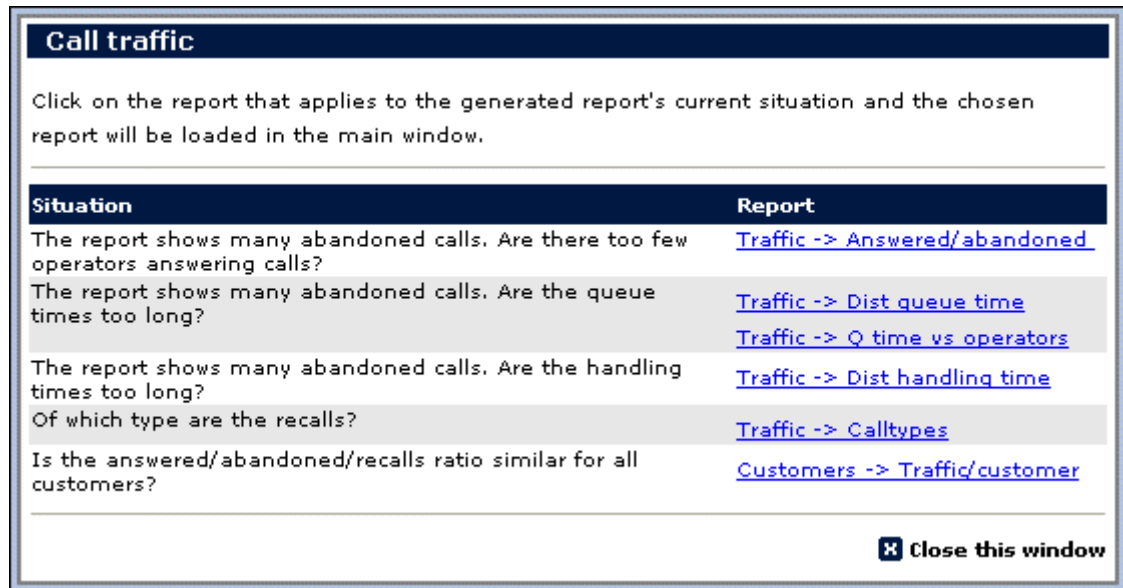 Call traffic
Click on the report that applies to the generated report's current situation and the chosen
report will be loaded in the main window.
Situation Report
The report shows many abandoned calls. Are there too few Traffic -> Answered/abandoned
operators answering calls?
The report shows many abandoned calls. Are the queue Traffic -> Dist queue time
times too long?
Traffic -> Q time vs operators
The report shows many abandoned calls. Are the handling Traffic -> Dist handling time
times too long?
Of which type are the recalls? Traffic -> Calltypes
Is the answered/abandoned/recalls ratio similar for all Customers -> Traffic/customer
customers?
Close this window